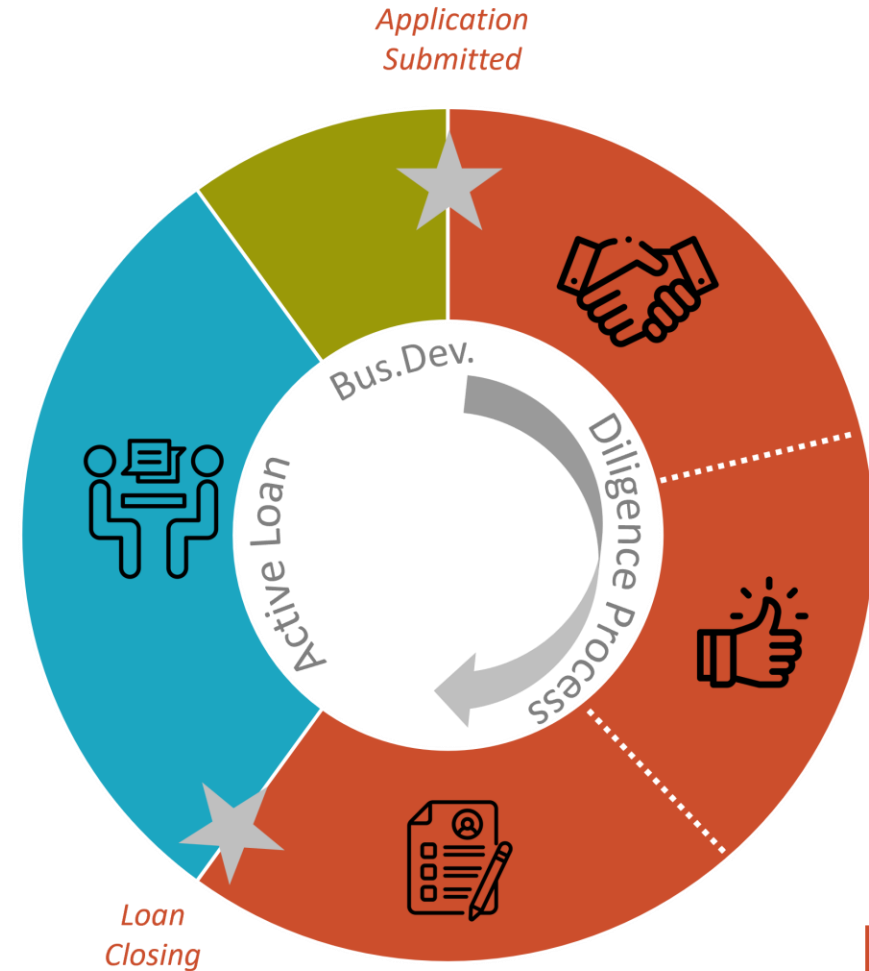 Application
Submitted
Bus.Dev.
Diligence Process
Active Loan
Loan
Closing